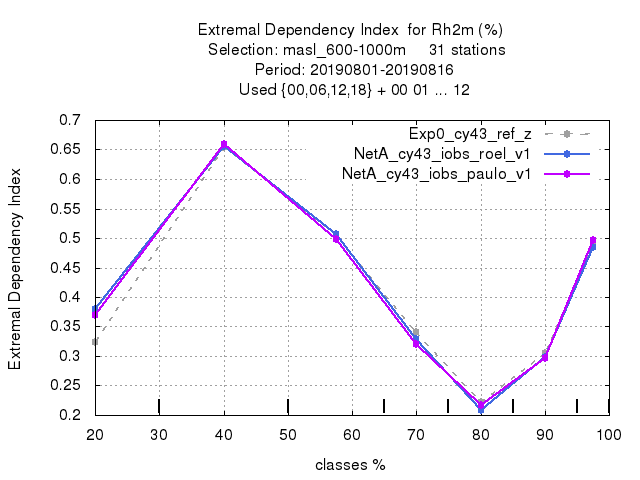 Extremal Dependency Index for Rh2m (%)
Selection: masl_600-1000m 31 stations
Period: 20190801-20190816
Used {00,06,12,18} + 00 01 ... 12
Exp0_cy43_ref_z
NetA_cy43_iobs_roel_v1
NetA_cy43_iobs_paulo_v1
Extremal Dependency Index
0.7
0.65
0.6
0.55
0.5
0.45
0.4
0.35
0.3
0.25
0.2
20 30 40 50 60 70 80 90 100
classes %